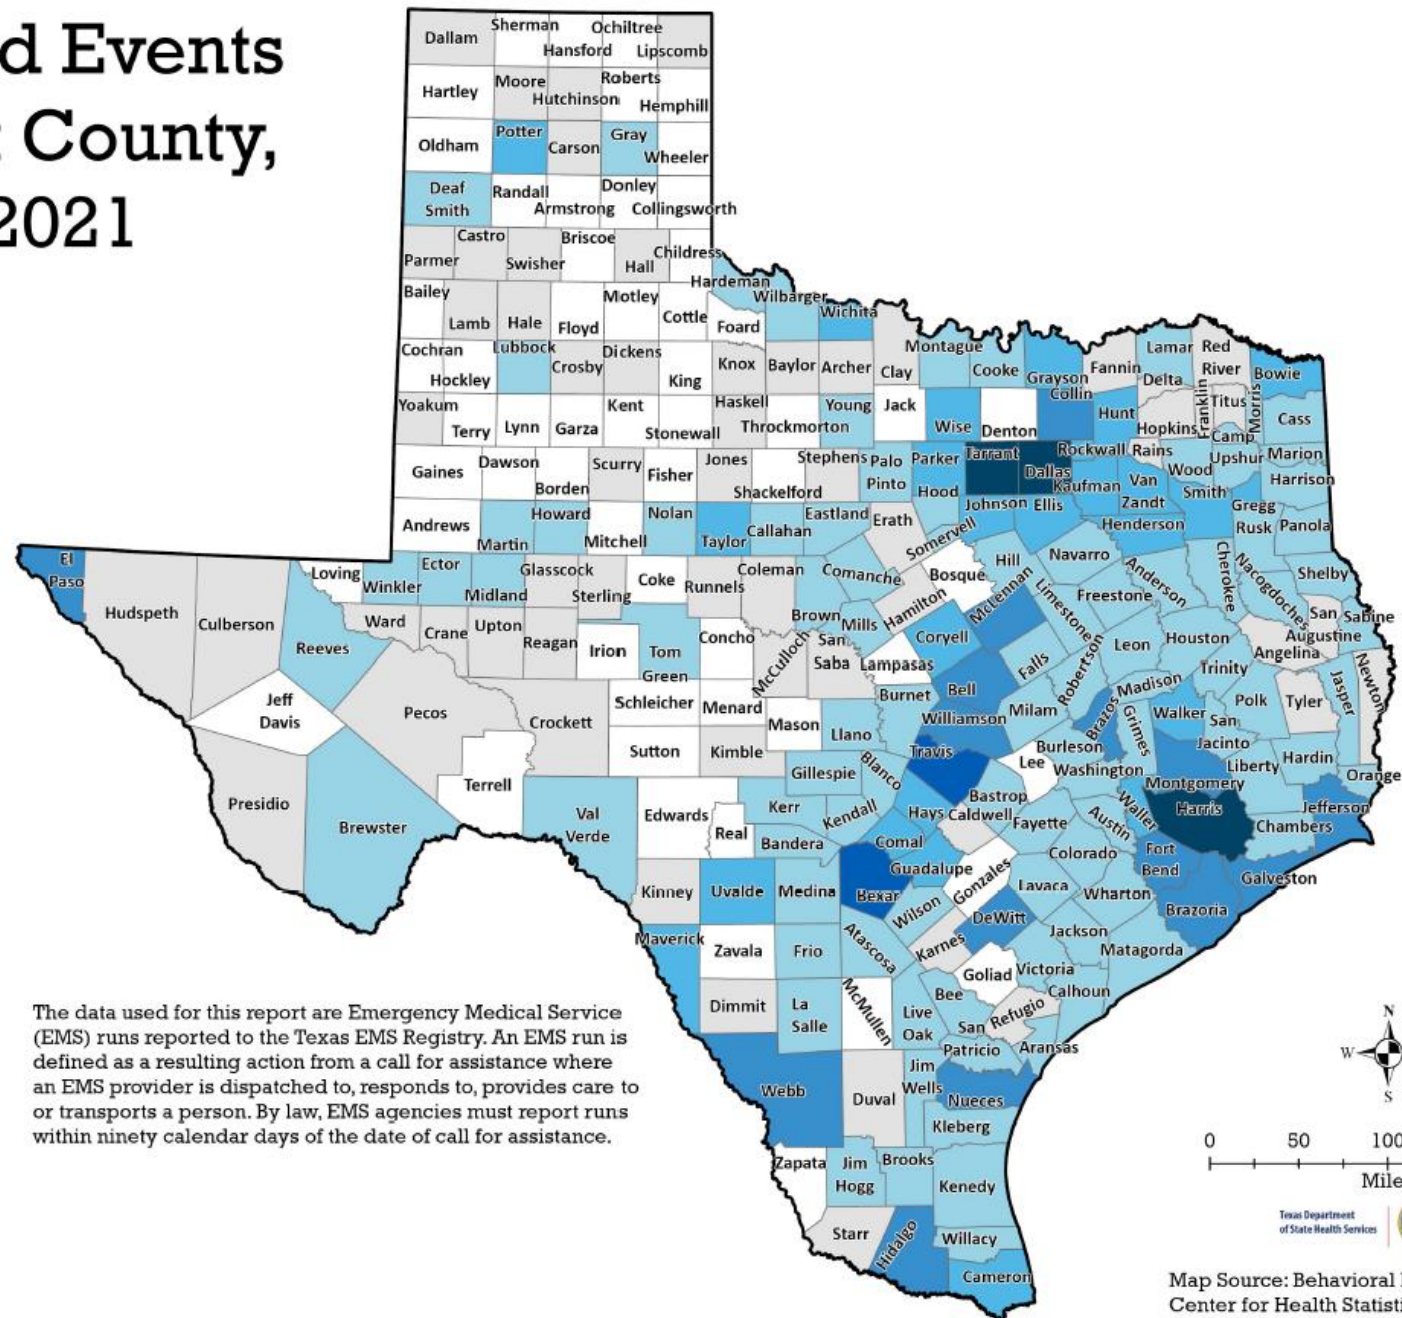 d Events
County,
2021
Dallam
Sherman
Hansford
Ochiltree
Lipscomb
Hartley
Moore
Hutchinson
Roberts
Hemphill
Oldham
Potter
Carson
Gray
Wheeler
Deaf
Smith
Randall
Armstrong
Donley
Collingsworth
Parmer
Castro
Swisher
Briscoe
Hall
Childress
Hardeman
Wilbarger
Wichita
Bailey
Lamb
Hale
Floyd
Motley
Cottle
Foard
Cochran
Hockley
Lubbock
Crosby
Dickens
King
Knox
Baylor
Archer
Clay
Montague
Cooke
Grayson
Fannin
Lamar
Red
River
Bowie
Delta
Collin
Hunt
Hopkins
Franklin
Titus
Morris
Cass
Camp
Yoakum
Terry
Lynn
Garza
Kent
Stonewall
Haskell
Throckmorton
Young
Jack
Wise
Denton
Rockwall
Rains
Wood
Upshur
Marion
Harrison
Gaines
Dawson
Borden
Scurry
Fisher
Jones
Shackelford
Stephens
Palo
Pinto
Parker
Hood
Tarrant
Dallas
Kaufman
Van
Zandt
Smith
Gregg
Rusk
Panola
Andrews
Martin
Howard
Mitchell
Nolan
Taylor
Callahan
Eastland
Erath
Somervell
Johnson
Ellis
Henderson
Navarro
Hill
Bosque
Anderson
Cherokee
Nacogdoches
Shelby
El
Paso
Hudspeth
Culberson
Loving
Winkler
Ector
Midland
Glasscock
Sterling
Coke
Runnels
Coleman
Comanche
Brown
Mills
Hamilton
McLennan
Limestone
Freestone
Reeves
Ward
Crane
Upton
Reagan
Irion
Tom
Green
Concho
McCulloch
San
Saba
Lampasas
Coryell
Falls
Robertson
Leon
Houston
San
Augustine
Sabine
Angelina
Trinity
Jeff
Davis
Pecos
Crockett
Schleicher
Menard
Mason
Llano
Burnet
Bell
Williamson
Milam
Brazos
Madison
Grimes
Walker
San
Jacinto
Polk
Tyler
Jasper
Newton
Sutton
Kimble
Gillespie
Blanco
Travis
Lee
Burleson
Washington
Montgomery
Liberty
Hardin
Orange
Presidio
Brewster
Terrell
Val
Verde
Edwards
Real
Kerr
Kendall
Bandera
Hays
Bastrop
Caldwell
Fayette
Austin
Waller
Harris
Chambers
Jefferson
Kinney
Uvalde
Medina
Bexar
Comal
Guadalupe
Gonzales
Colorado
Lavaca
Wharton
Fort
Bend
Galveston
Brazoria
Maverick
Zavala
Frio
Atascosa
Wilson
Karnes
DeWitt
Jackson
Matagorda
Goliad
Victoria
Calhoun
Dimmit
La
Salle
McMullen
Live
Oak
Bee
Refugio
San
Patricio
Aransas
Webb
Duval
Jim
Wells
Nueces
Kleberg
Zapata
Jim
Hogg
Brooks
Kenedy
Starr
Hidalgo
Willacy
Cameron
The data used for this report are Emergency Medical Service
(EMS) runs reported to the Texas EMS Registry. An EMS run is
defined as a resulting action from a call for assistance where
an EMS provider is dispatched to, responds to, provides care to
or transports a person. By law, EMS agencies must report runs
within ninety calendar days of the date of call for assistance.
N
W
S
0 50 100
Mile
Texas Department
of State Health Services
Map Source: Behavioral
Center for Health Statisti